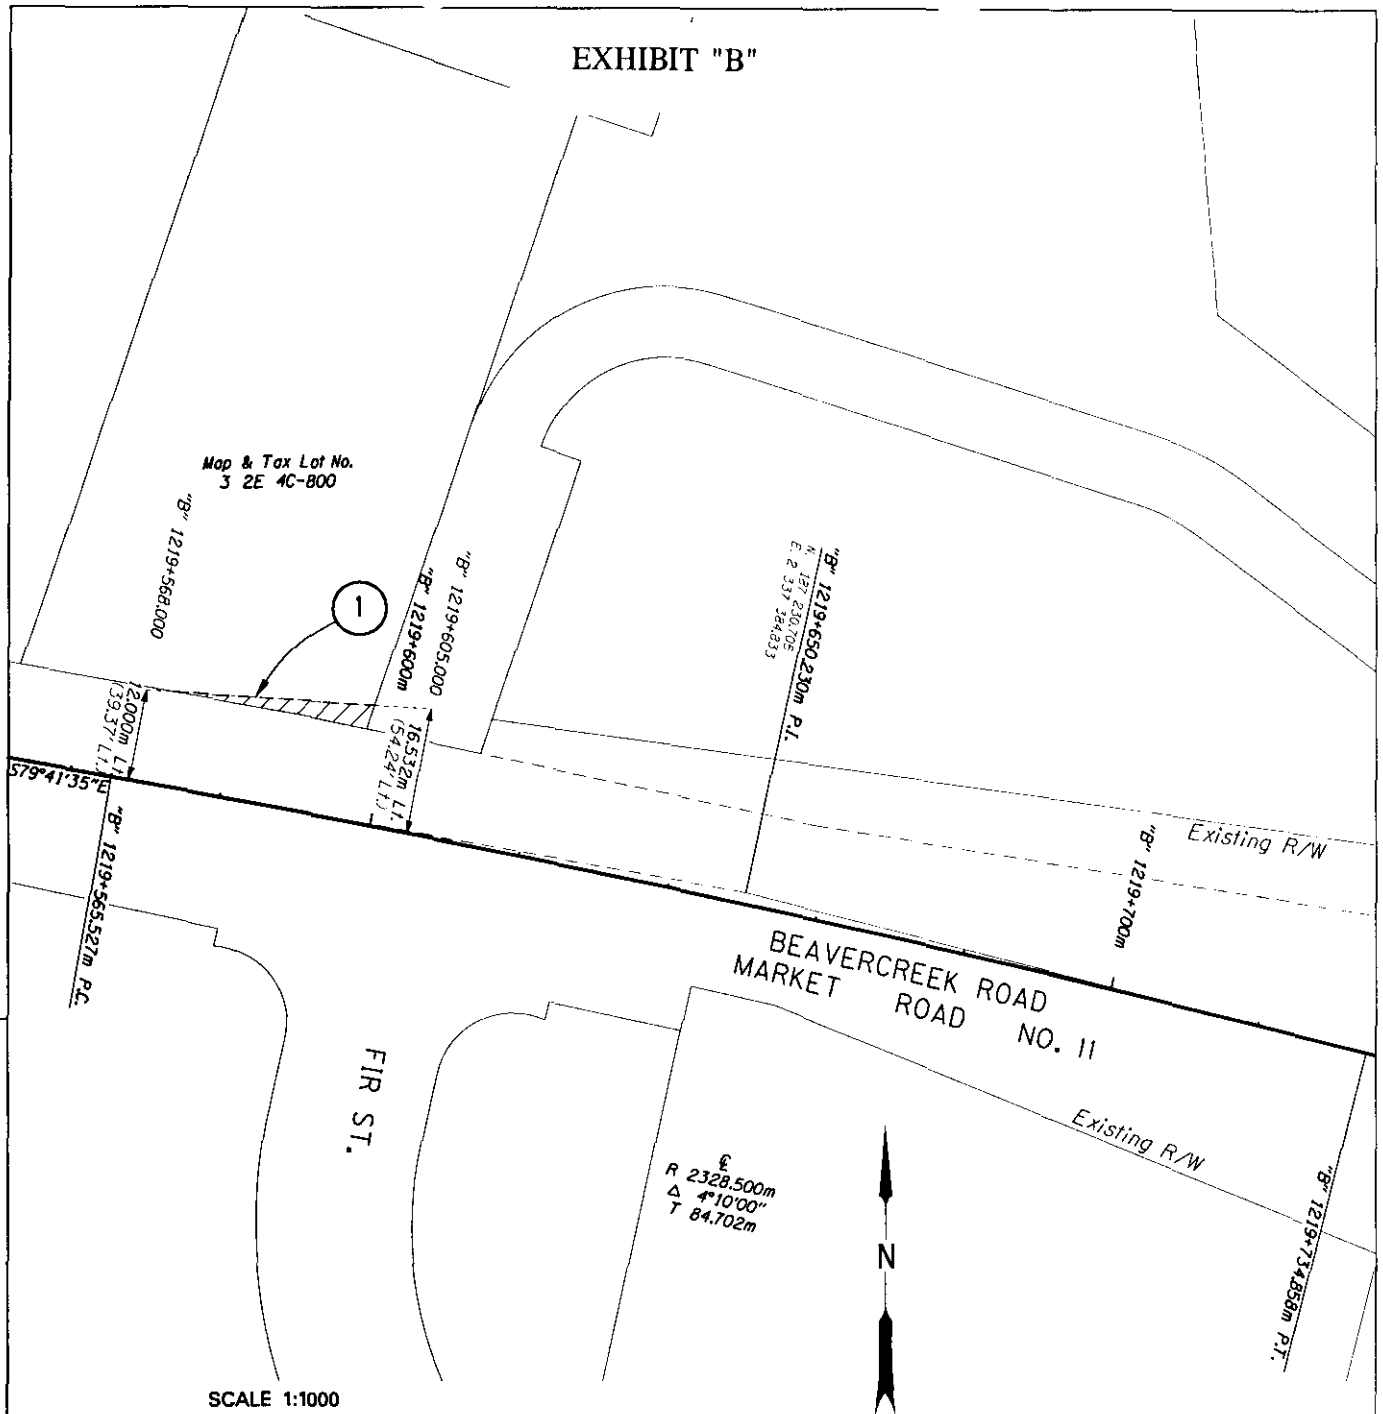 EXHIBIT "B"
Map & Tax Lot No.
3 2E 4C-800
"B" 1219+568.000
1
"B" 1219+600m
"B" 1219+605.000
"B" 1219+650.230m P.I.
N. 187 230.706
E. 2 337 384.833
12.000m Lt.
(39.37' Lt.)
16.532m Lt.
(54.24' Lt.)
S79°41'35"E
"B" 1219+565.527m P.C.
Existing R/W
"B" 1219+700m
BEAVERCREEK ROAD
MARKET ROAD NO. 11
FIR ST.
Existing R/W
℄
R 2328.500m
Δ 4°10'00"
T 84.702m
N
"B" 1219+734.858m P.T.
SCALE 1:1000